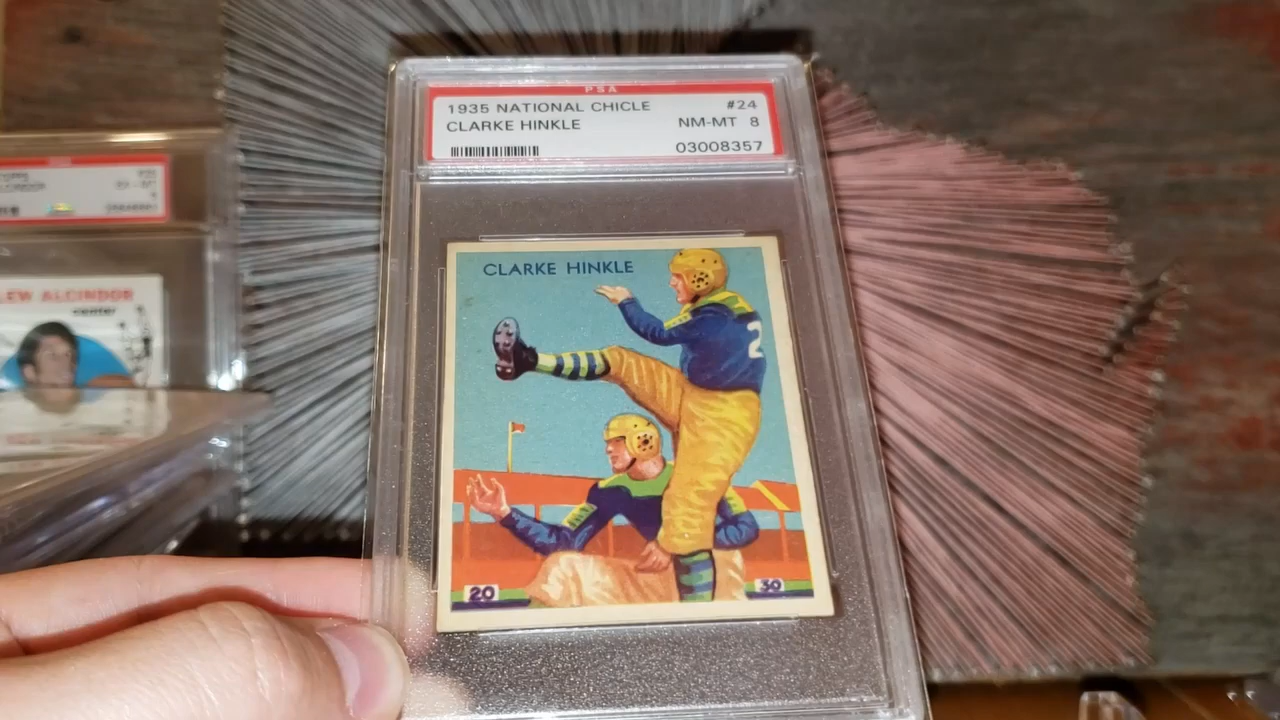 PSA
1935 NATIONAL CHICLE #24
CLARKE HINKLE NM-MT 8
03008357
CLARKE HINKLE
2
20
30
LEW ALCINDOR
center